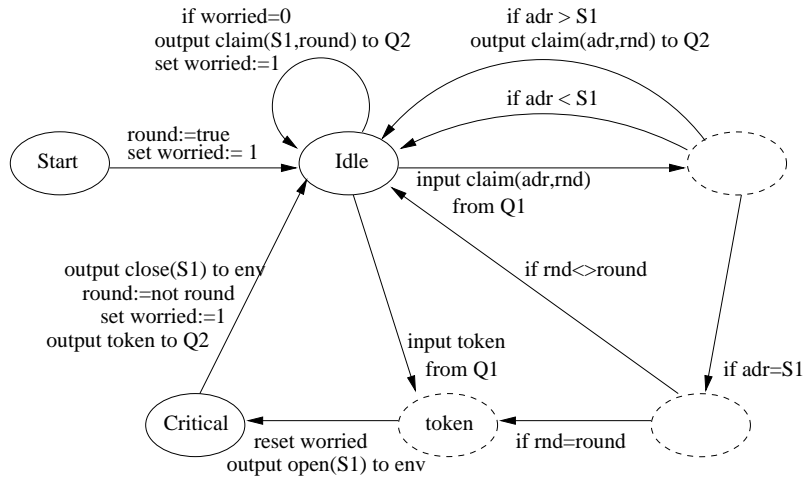 if worried=0
output claim(S1,round) to Q2
set worried:=1
if adr > S1
output claim(adr,rnd) to Q2
if adr < S1
round:=true
set worried:= 1
Start
Idle
input claim(adr,rnd)
from Q1
output close(S1) to env
round:=not round
set worried:=1
output token to Q2
if rnd<>round
input token
from Q1
if adr=S1
Critical
token
reset worried
output open(S1) to env
if rnd=round